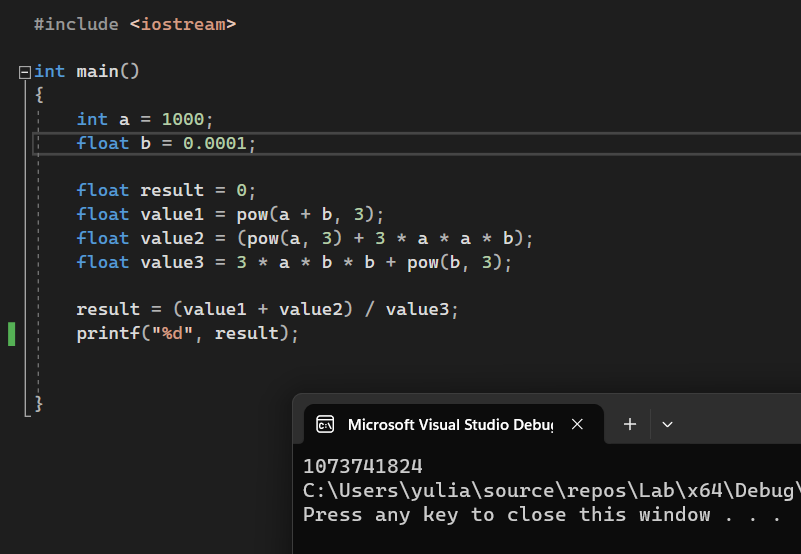 #include <iostream>
int main()
{
int a = 1000;
float b = 0.0001;
float result = 0;
float value1 = pow(a + b, 3);
float value2 = (pow(a, 3) + 3 * a * a * b);
float value3 = 3 * a * b * b + pow(b, 3);
result = (value1 + value2) / value3;
printf("%d", result);
}
Microsoft Visual Studio Debug
1073741824
C:\Users\yulia\source\repos\Lab\x64\Debug\
Press any key to close this window . . .